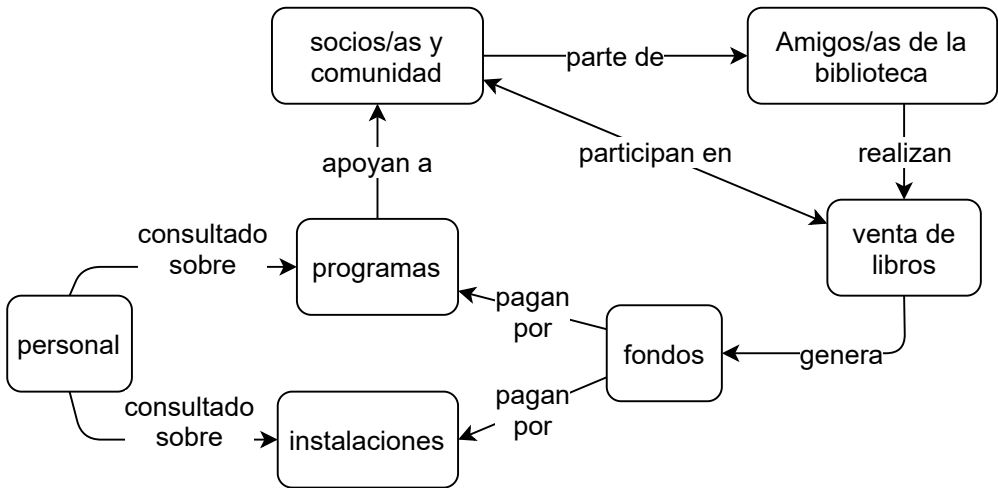 socios/as y
comunidad
parte de
Amigos/as de la
biblioteca
participan en
realizan
apoyan a
venta de
libros
consultado
sobre
programas
personal
pagan
por
fondos
genera
pagan
por
consultado
sobre
instalaciones